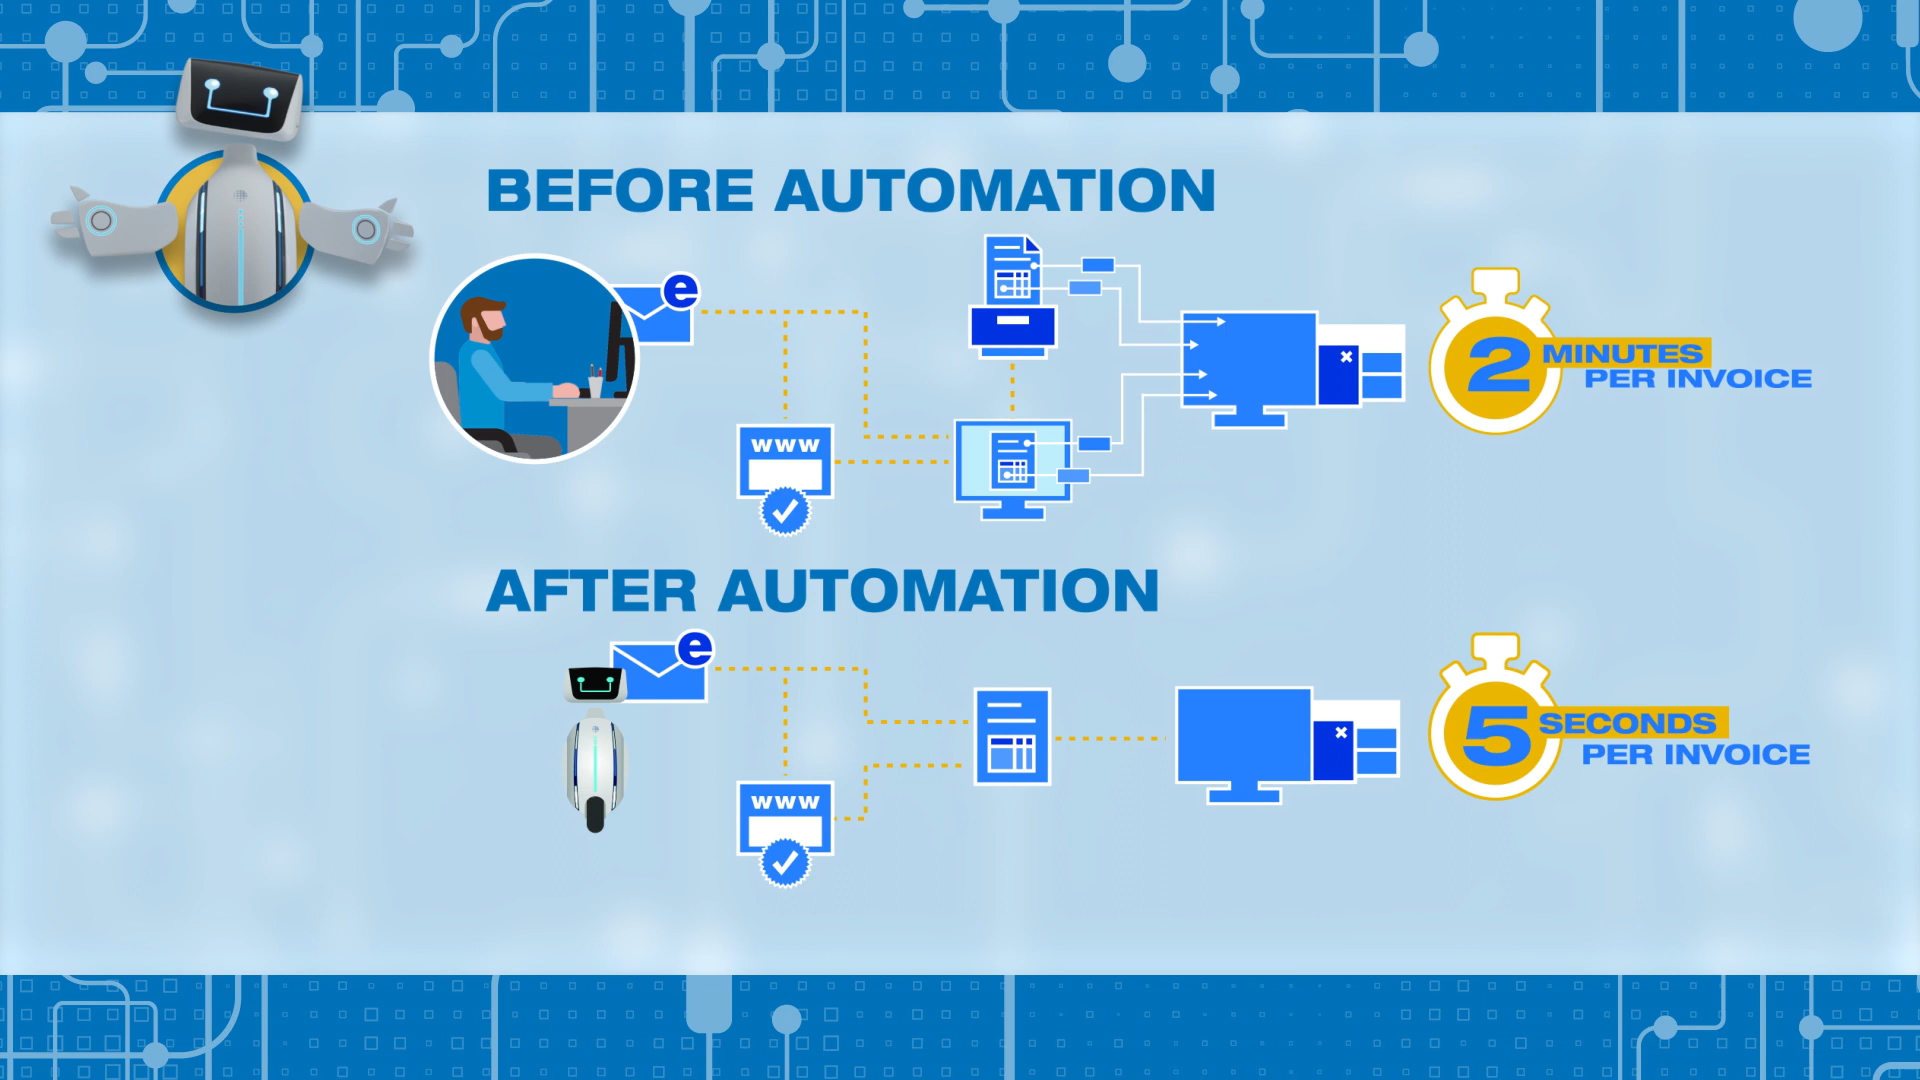 BEFORE AUTOMATION
e
2 MINUTES
PER INVOICE
www
AFTER AUTOMATION
e
5 SECONDS
PER INVOICE
www